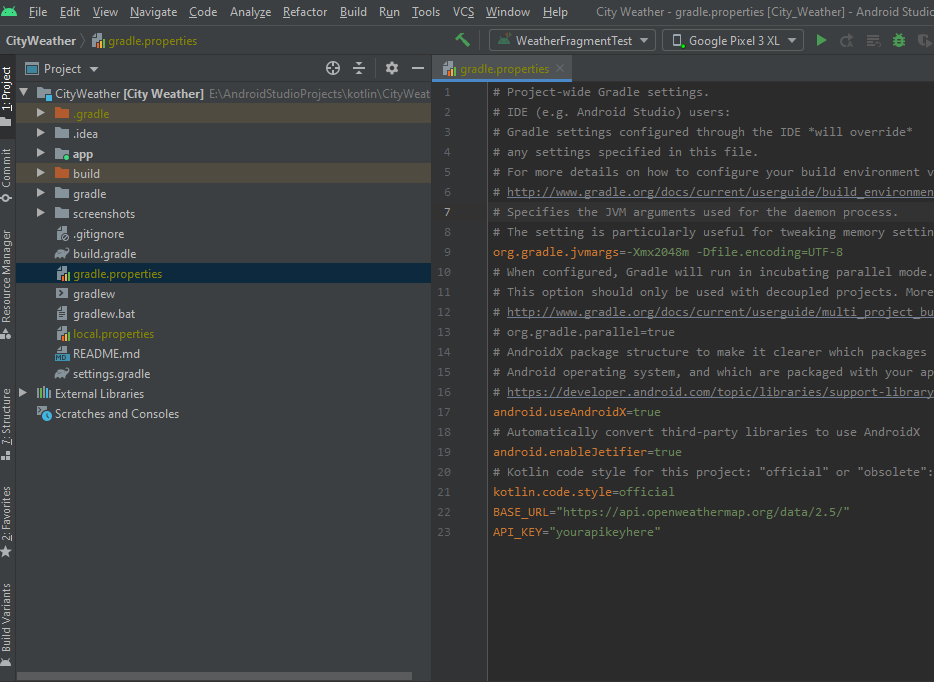 File Edit View Navigate Code Analyze Refactor Build Run Tools VCS Window Help City Weather - gradle.properties [City_Weather] - Android Studio
CityWeather gradle.properties WeatherFragmentTest Google Pixel 3 XL
1: Project
Commit
Resource Manager
7: Structure
2: Favorites
Build Variants
Project
CityWeather [City Weather] E:\AndroidStudioProjects\kotlin\CityWeat
.gradle
.idea
app
build
gradle
screenshots
.gitignore
build.gradle
gradle.properties
gradlew
gradlew.bat
local.properties
MD README.md
settings.gradle
External Libraries
Scratches and Consoles
gradle.properties
1 # Project-wide Gradle settings.
2 # IDE (e.g. Android Studio) users:
3 # Gradle settings configured through the IDE *will override*
4 # any settings specified in this file.
5 # For more details on how to configure your build environment v
6 # http://www.gradle.org/docs/current/userguide/build_environmen
7 # Specifies the JVM arguments used for the daemon process.
8 # The setting is particularly useful for tweaking memory settin
9 org.gradle.jvmargs=-Xmx2048m -Dfile.encoding=UTF-8
10 # When configured, Gradle will run in incubating parallel mode.
11 # This option should only be used with decoupled projects. More
12 # http://www.gradle.org/docs/current/userguide/multi_project_bu
13 # org.gradle.parallel=true
14 # AndroidX package structure to make it clearer which packages
15 # Android operating system, and which are packaged with your ap
16 # https://developer.android.com/topic/libraries/support-library
17 android.useAndroidX=true
18 # Automatically convert third-party libraries to use AndroidX
19 android.enableJetifier=true
20 # Kotlin code style for this project: "official" or "obsolete":
21 kotlin.code.style=official
22 BASE_URL="https://api.openweathermap.org/data/2.5/"
23 API_KEY="yourapikeyhere"